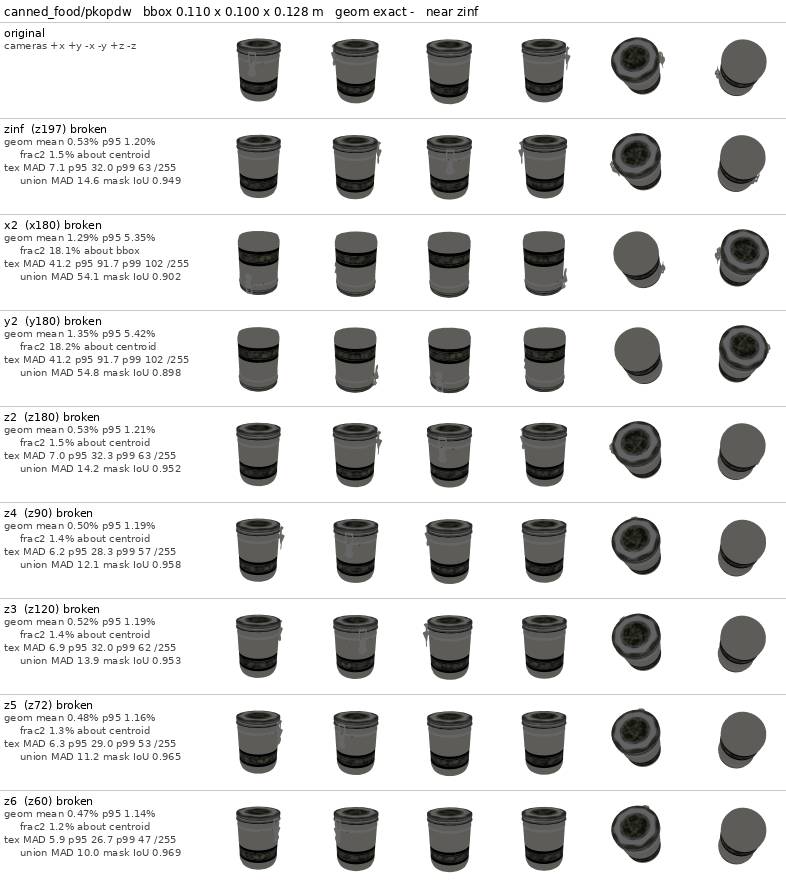 canned_food/pkopdw bbox 0.110 x 0.100 x 0.128 m geom exact - near zinf
original
cameras +x +y -x -y +z -z
zinf (z197) broken
geom mean 0.53% p95 1.20%
frac2 1.5% about centroid
tex MAD 7.1 p95 32.0 p99 63 /255
union MAD 14.6 mask IoU 0.949
x2 (x180) broken
geom mean 1.29% p95 5.35%
frac2 18.1% about bbox
tex MAD 41.2 p95 91.7 p99 102 /255
union MAD 54.1 mask IoU 0.902
y2 (y180) broken
geom mean 1.35% p95 5.42%
frac2 18.2% about centroid
tex MAD 41.2 p95 91.7 p99 102 /255
union MAD 54.8 mask IoU 0.898
z2 (z180) broken
geom mean 0.53% p95 1.21%
frac2 1.5% about centroid
tex MAD 7.0 p95 32.3 p99 63 /255
union MAD 14.2 mask IoU 0.952
z4 (z90) broken
geom mean 0.50% p95 1.19%
frac2 1.4% about centroid
tex MAD 6.2 p95 28.3 p99 57 /255
union MAD 12.1 mask IoU 0.958
z3 (z120) broken
geom mean 0.52% p95 1.19%
frac2 1.4% about centroid
tex MAD 6.9 p95 32.0 p99 62 /255
union MAD 13.9 mask IoU 0.953
z5 (z72) broken
geom mean 0.48% p95 1.16%
frac2 1.3% about centroid
tex MAD 6.3 p95 29.0 p99 53 /255
union MAD 11.2 mask IoU 0.965
z6 (z60) broken
geom mean 0.47% p95 1.14%
frac2 1.2% about centroid
tex MAD 5.9 p95 26.7 p99 47 /255
union MAD 10.0 mask IoU 0.969